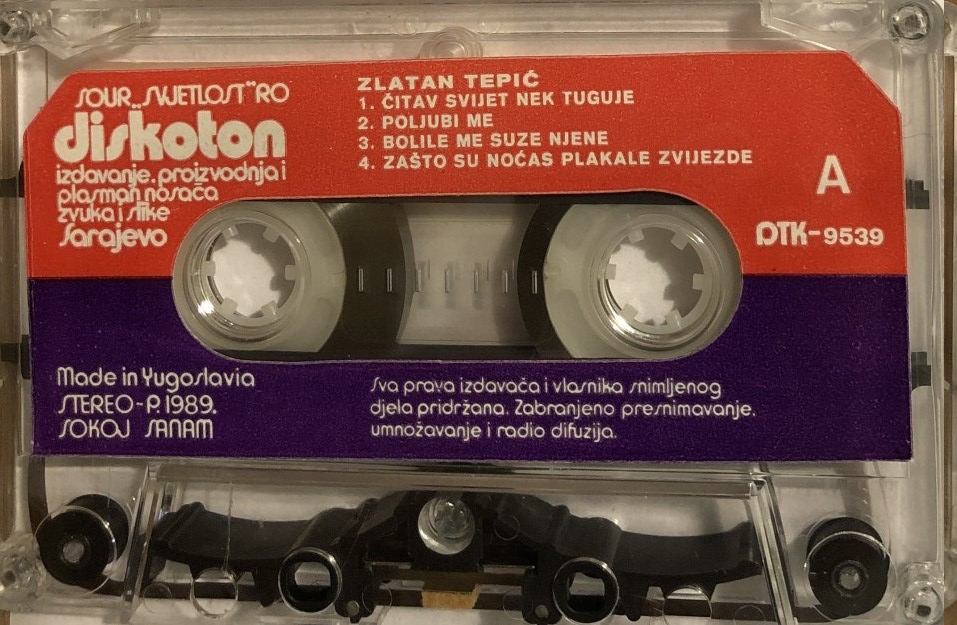 SOUR „SVJETLOST” RO
diskoton
izdavanje, proizvodnja i
plasman nosača
zvuka i slike
Sarajevo
ZLATAN TEPIĆ
1. ČITAV SVIJET NEK TUGUJE
2. POLJUBI ME
3. BOLILE ME SUZE NJENE
4. ZAŠTO SU NOĆAS PLAKALE ZVIJEZDE
A
DTK-9539
Made in Yugoslavia
STEREO-P. 1989.
SOKOJ SANAM
Sva prava izdavača i vlasnika snimljenog
djela pridržana. Zabranjeno presnimavanje,
umnožavanje i radio difuzija.